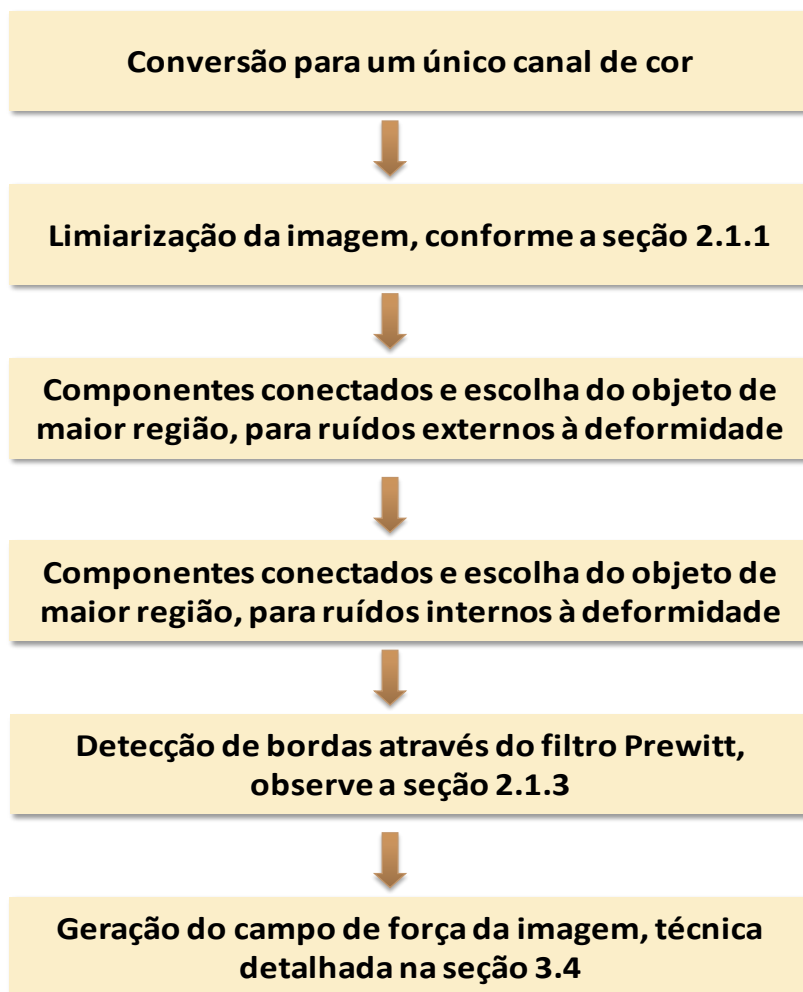 Conversão para um único canal de cor
Limiarização da imagem, conforme a seção 2.1.1
Componentes conectados e escolha do objeto de
maior região, para ruídos externos à deformidade
Componentes conectados e escolha do objeto de
maior região, para ruídos internos à deformidade
Detecção de bordas através do filtro Prewitt,
observe a seção 2.1.3
Geração do campo de força da imagem, técnica
detalhada na seção 3.4